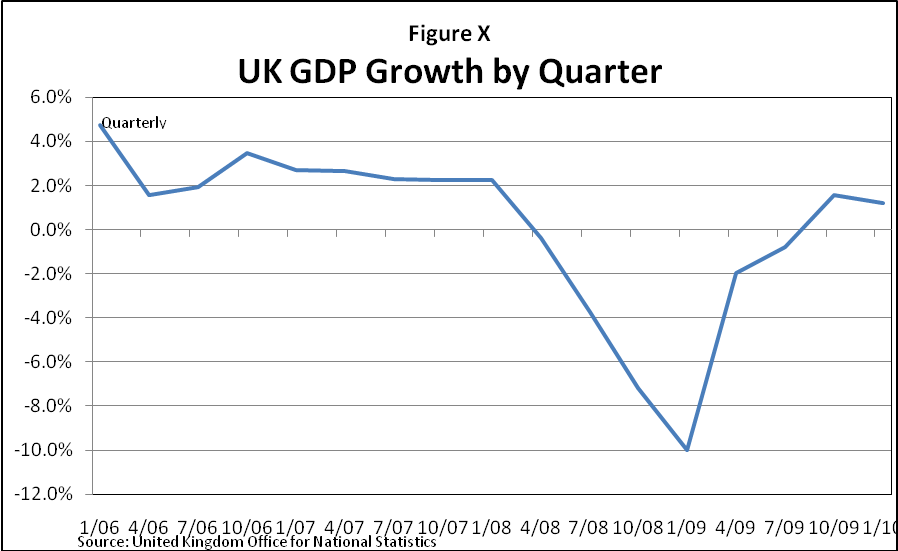 Figure X
UK GDP Growth by Quarter
6.0%
Quarterly
4.0%
2.0%
0.0%
-2.0%
-4.0%
-6.0%
-8.0%
-10.0%
-12.0%
1/06 4/06 7/06 10/06 1/07 4/07 7/07 10/07 1/08 4/08 7/08 10/08 1/09 4/09 7/09 10/09 1/10
Source: United Kingdom Office for National Statistics